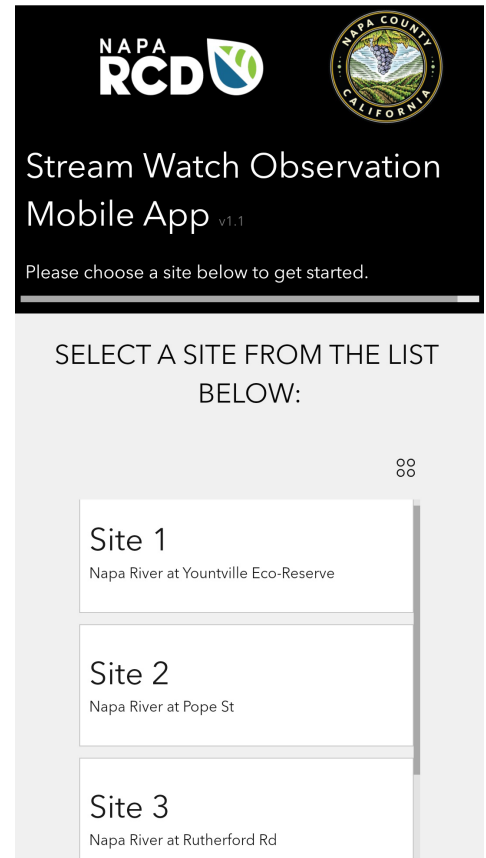 NAPA
RCD
NAPA COUNTY
CALIFORNIA
Stream Watch Observation
Mobile App v1.1
Please choose a site below to get started.
SELECT A SITE FROM THE LIST
BELOW:
Site 1
Napa River at Yountville Eco-Reserve
Site 2
Napa River at Pope St
Site 3
Napa River at Rutherford Rd